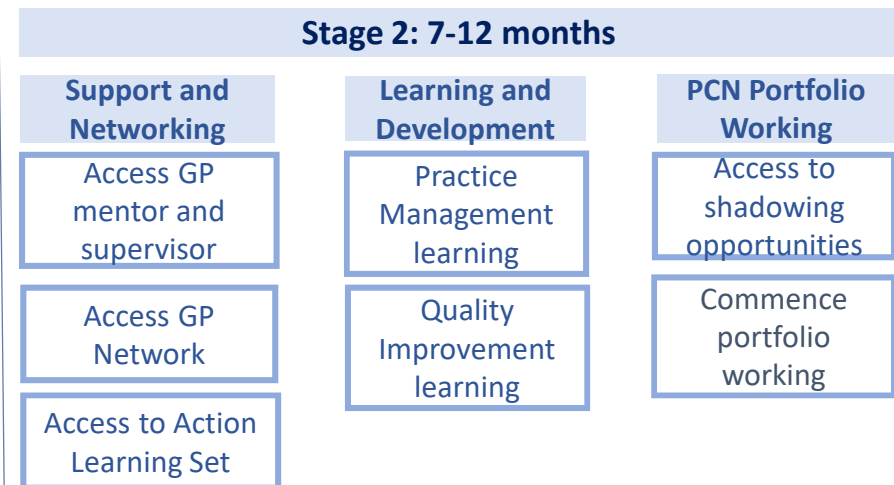 Stage 2: 7-12 months
Support and
Networking
Access GP
mentor and
supervisor
Access GP
Network
Access to Action
Learning Set
Learning and
Development
Practice
Management
learning
Quality
Improvement
learning
PCN Portfolio
Working
Access to
shadowing
opportunities
Commence
portfolio
working